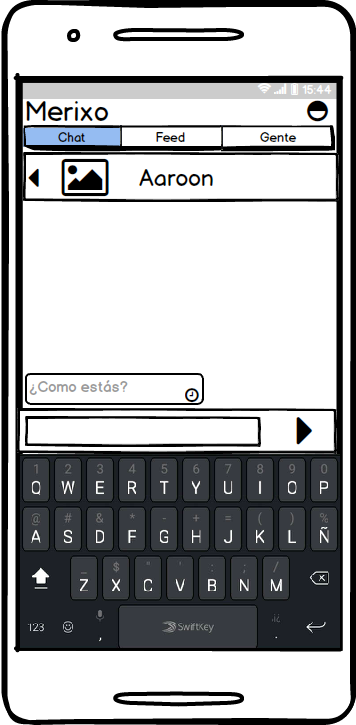 15:44
Merixo
Chat Feed Gente
Aaroon
¿Como estás?
1 2 3 4 5 6 7 8 9 0
Q W E R T Y U I O P
@ # & * - + = ( ) %
A S D F G H J K L Ñ
_ $ " ' : ; /
Z X C V B N M
123 , SwiftKey .¿